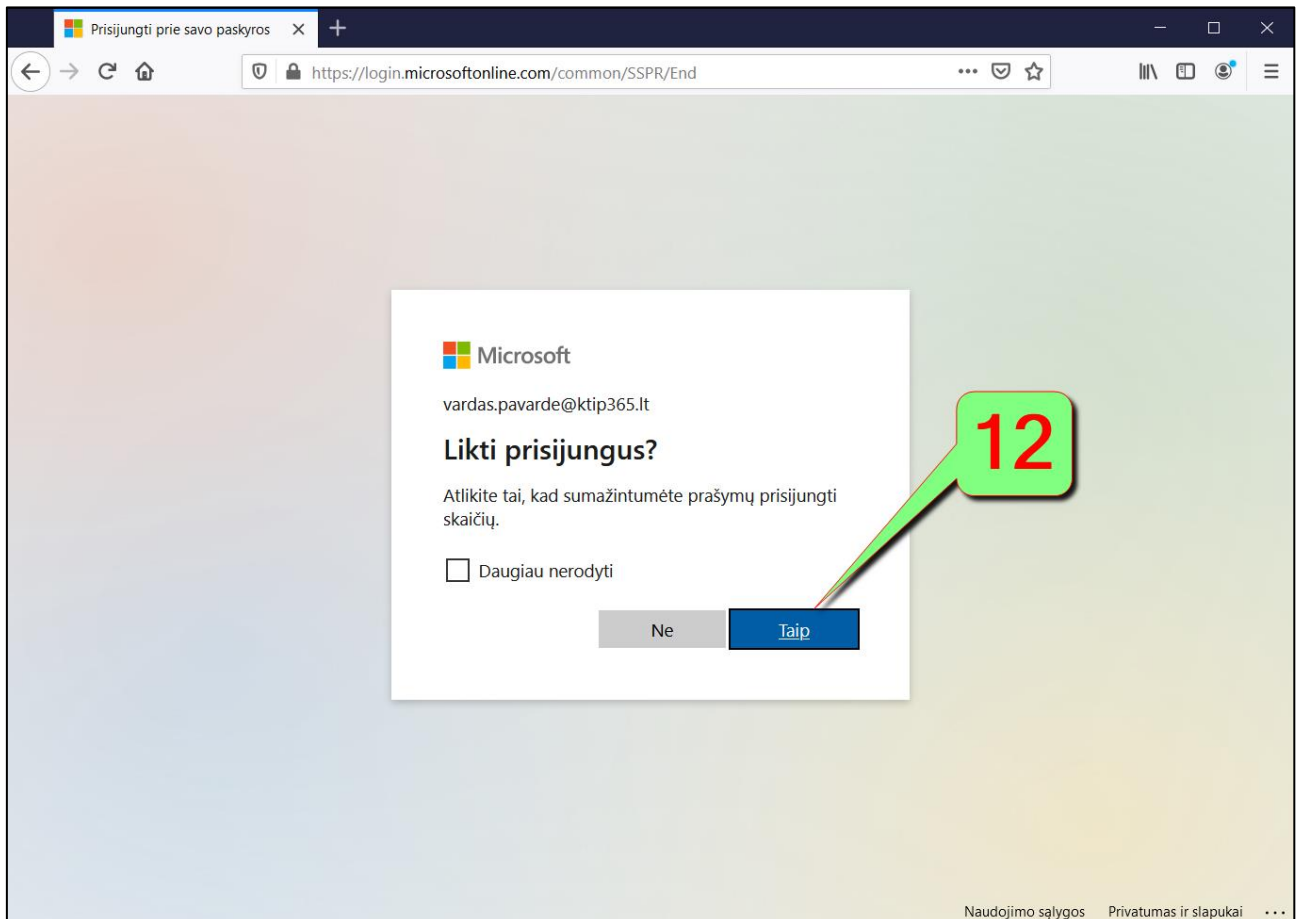 Prisijungti prie savo paskyros
https://login.microsoftonline.com/common/SSPR/End
Microsoft
vardas.pavarde@ktip365.lt
Likti prisijungus?
Atlikite tai, kad sumažintumėte prašymų prisijungti
skaičių.
Daugiau nerodyti
Ne
Taip
12
Naudojimo sąlygos Privatumas ir slapukai